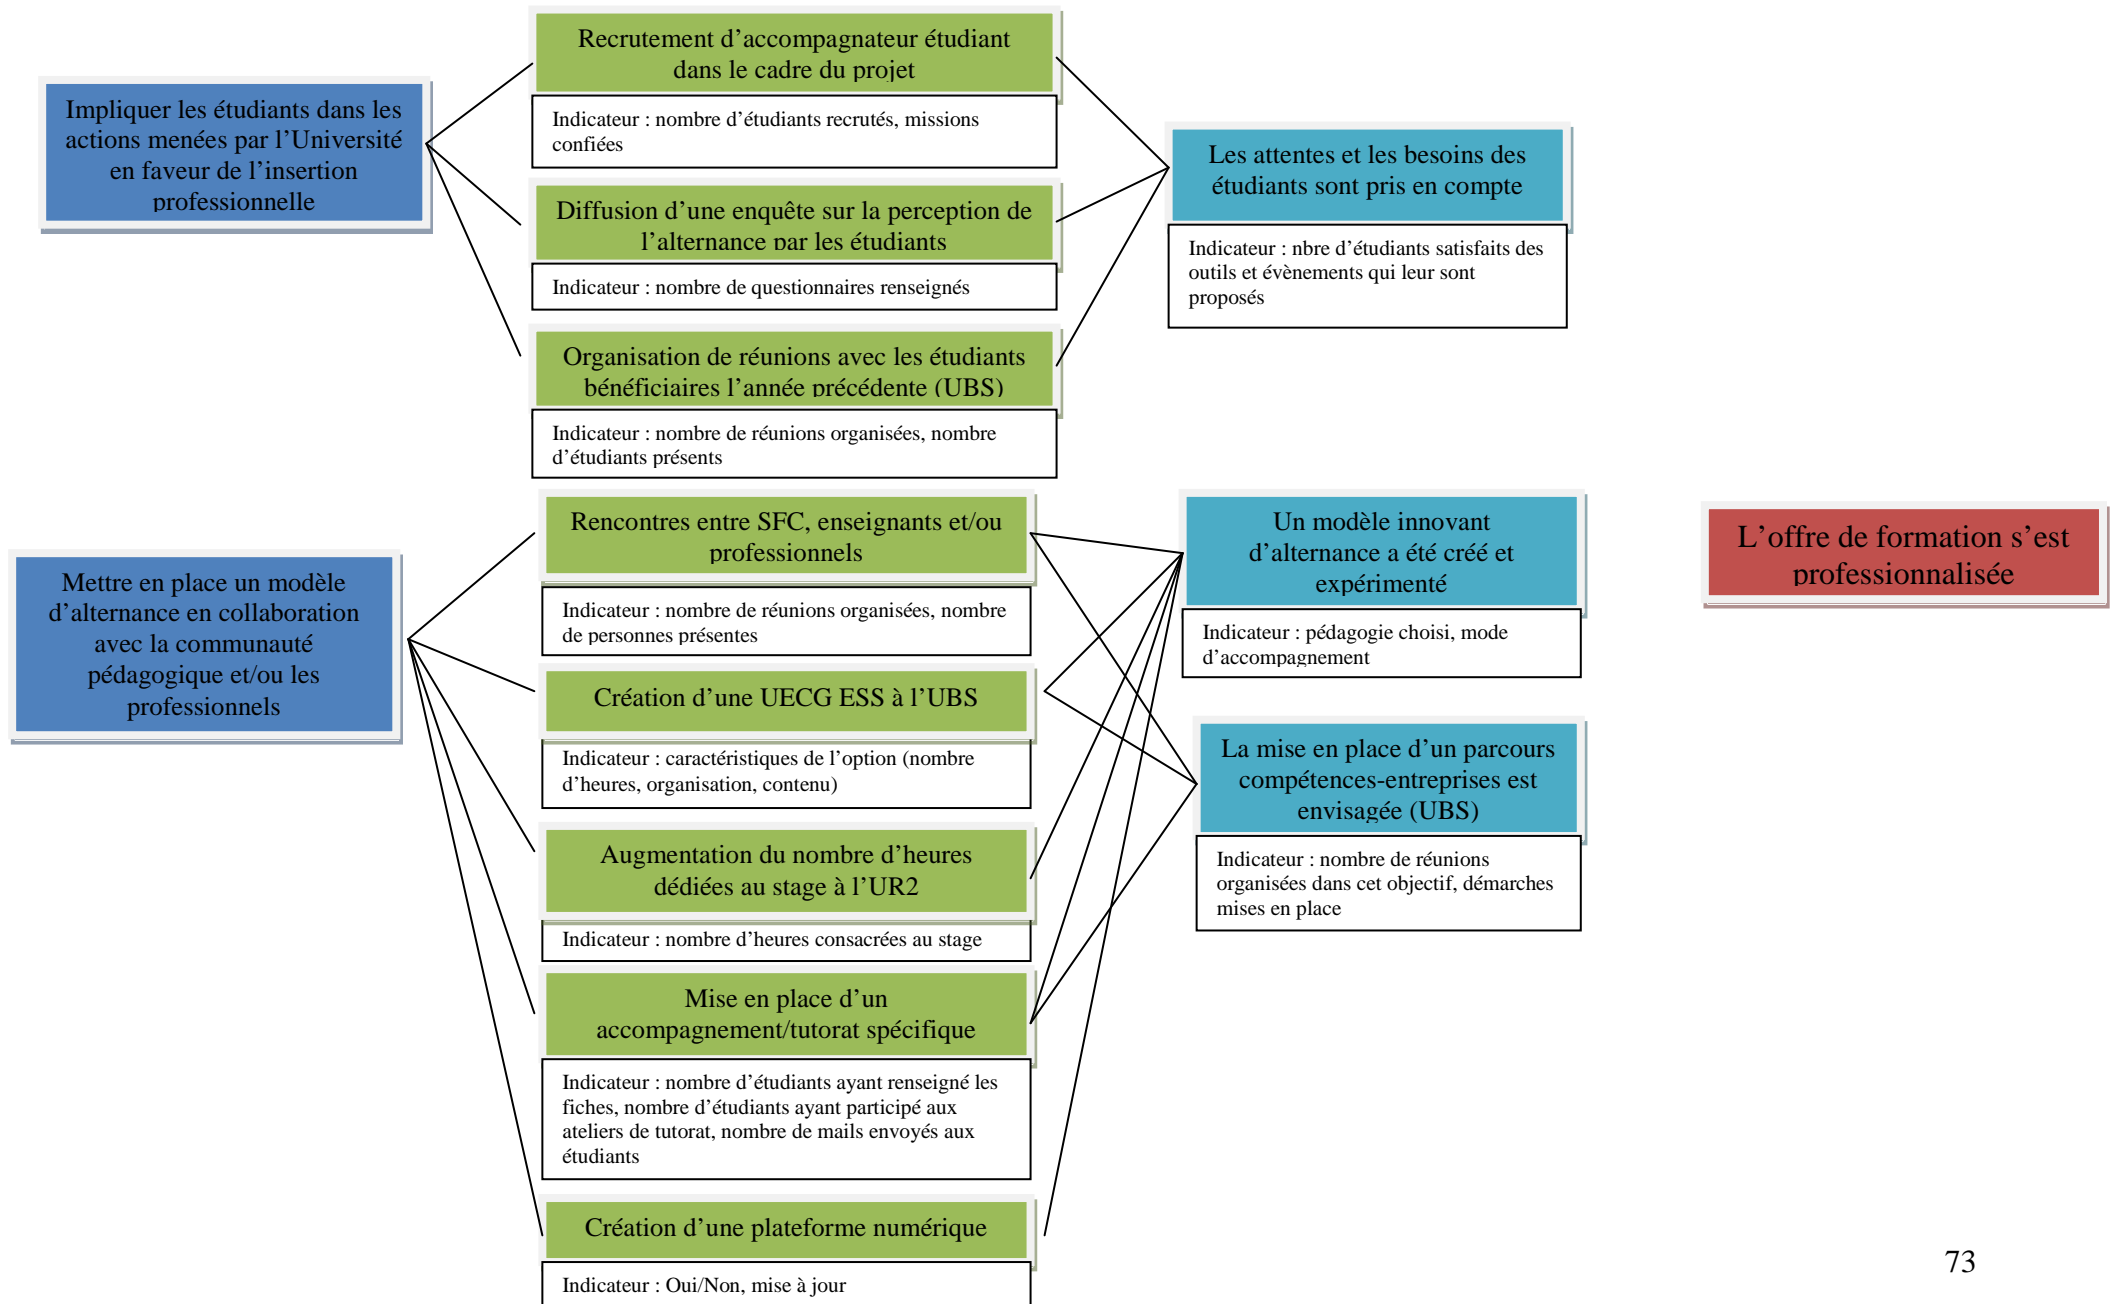 Impliquer les étudiants dans les
actions menées par l’Université
en faveur de l’insertion
professionnelle
Recrutement d’accompagnateur étudiant
dans le cadre du projet
Indicateur : nombre d’étudiants recrutés, missions
confiées
Diffusion d’une enquête sur la perception de
l’alternance par les étudiants
Indicateur : nombre de questionnaires renseignés
Organisation de réunions avec les étudiants
bénéficiaires l’année précédente (UBS)
Indicateur : nombre de réunions organisées, nombre
d’étudiants présents
Les attentes et les besoins des
étudiants sont pris en compte
Indicateur : nbre d’étudiants satisfaits des
outils et évènements qui leur sont
proposés
Mettre en place un modèle
d’alternance en collaboration
avec la communauté
pédagogique et/ou les
professionnels
Rencontres entre SFC, enseignants et/ou
professionnels
Indicateur : nombre de réunions organisées, nombre
de personnes présentes
Création d’une UECG ESS à l’UBS
Indicateur : caractéristiques de l’option (nombre
d’heures, organisation, contenu)
Augmentation du nombre d’heures
dédiées au stage à l’UR2
Indicateur : nombre d’heures consacrées au stage
Mise en place d’un
accompagnement/tutorat spécifique
Indicateur : nombre d’étudiants ayant renseigné les
fiches, nombre d’étudiants ayant participé aux
ateliers de tutorat, nombre de mails envoyés aux
étudiants
Création d’une plateforme numérique
Indicateur : Oui/Non, mise à jour
Un modèle innovant
d’alternance a été créé et
expérimenté
Indicateur : pédagogie choisi, mode
d’accompagnement
La mise en place d’un parcours
compétences-entreprises est
envisagée (UBS)
Indicateur : nombre de réunions
organisées dans cet objectif, démarches
mises en place
L’offre de formation s’est
professionnalisée
73